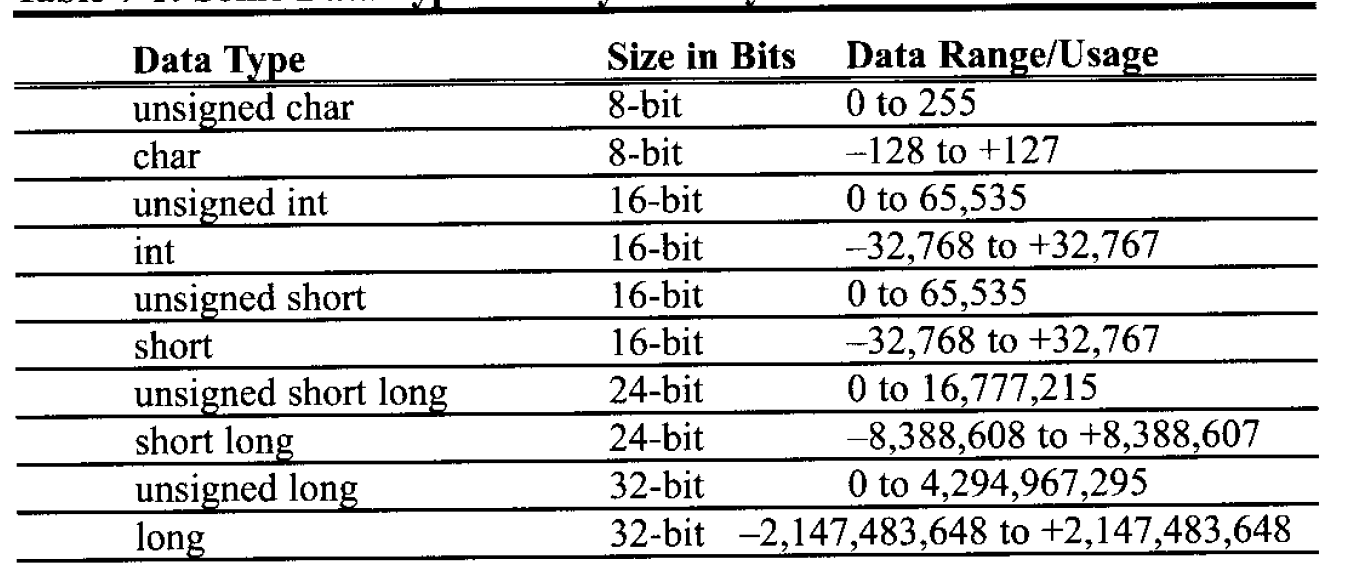 Data Type Size in Bits Data Range/Usage
unsigned char 8-bit 0 to 255
char 8-bit –128 to +127
unsigned int 16-bit 0 to 65,535
int 16-bit –32,768 to +32,767
unsigned short 16-bit 0 to 65,535
short 16-bit –32,768 to +32,767
unsigned short long 24-bit 0 to 16,777,215
short long 24-bit –8,388,608 to +8,388,607
unsigned long 32-bit 0 to 4,294,967,295
long 32-bit –2,147,483,648 to +2,147,483,648